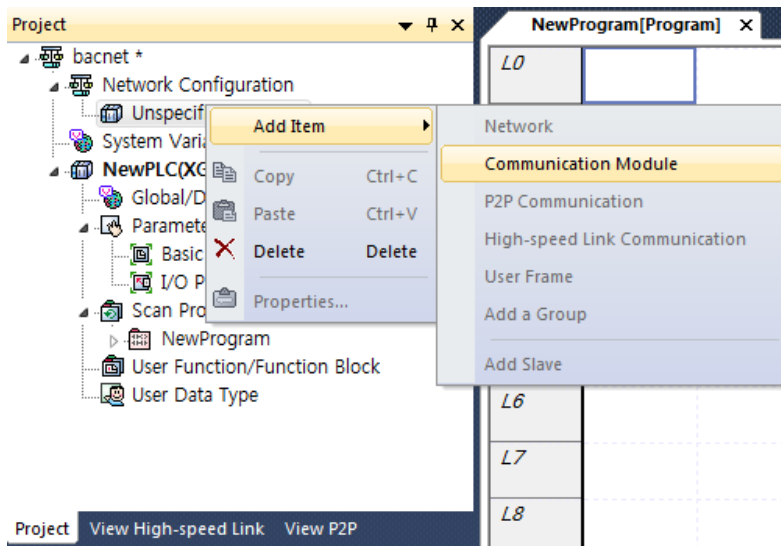 Project
NewProgram[Program]
bacnet *
Network Configuration
Unspecif
System Vari
NewPLC(XG
Global/D
Paramete
Basic
I/O P
Scan Pro
NewProgram
User Function/Function Block
User Data Type
Add Item
Copy Ctrl+C
Paste Ctrl+V
Delete Delete
Properties...
Network
Communication Module
P2P Communication
High-speed Link Communication
User Frame
Add a Group
Add Slave
L0
L6
L7
L8
Project View High-speed Link View P2P